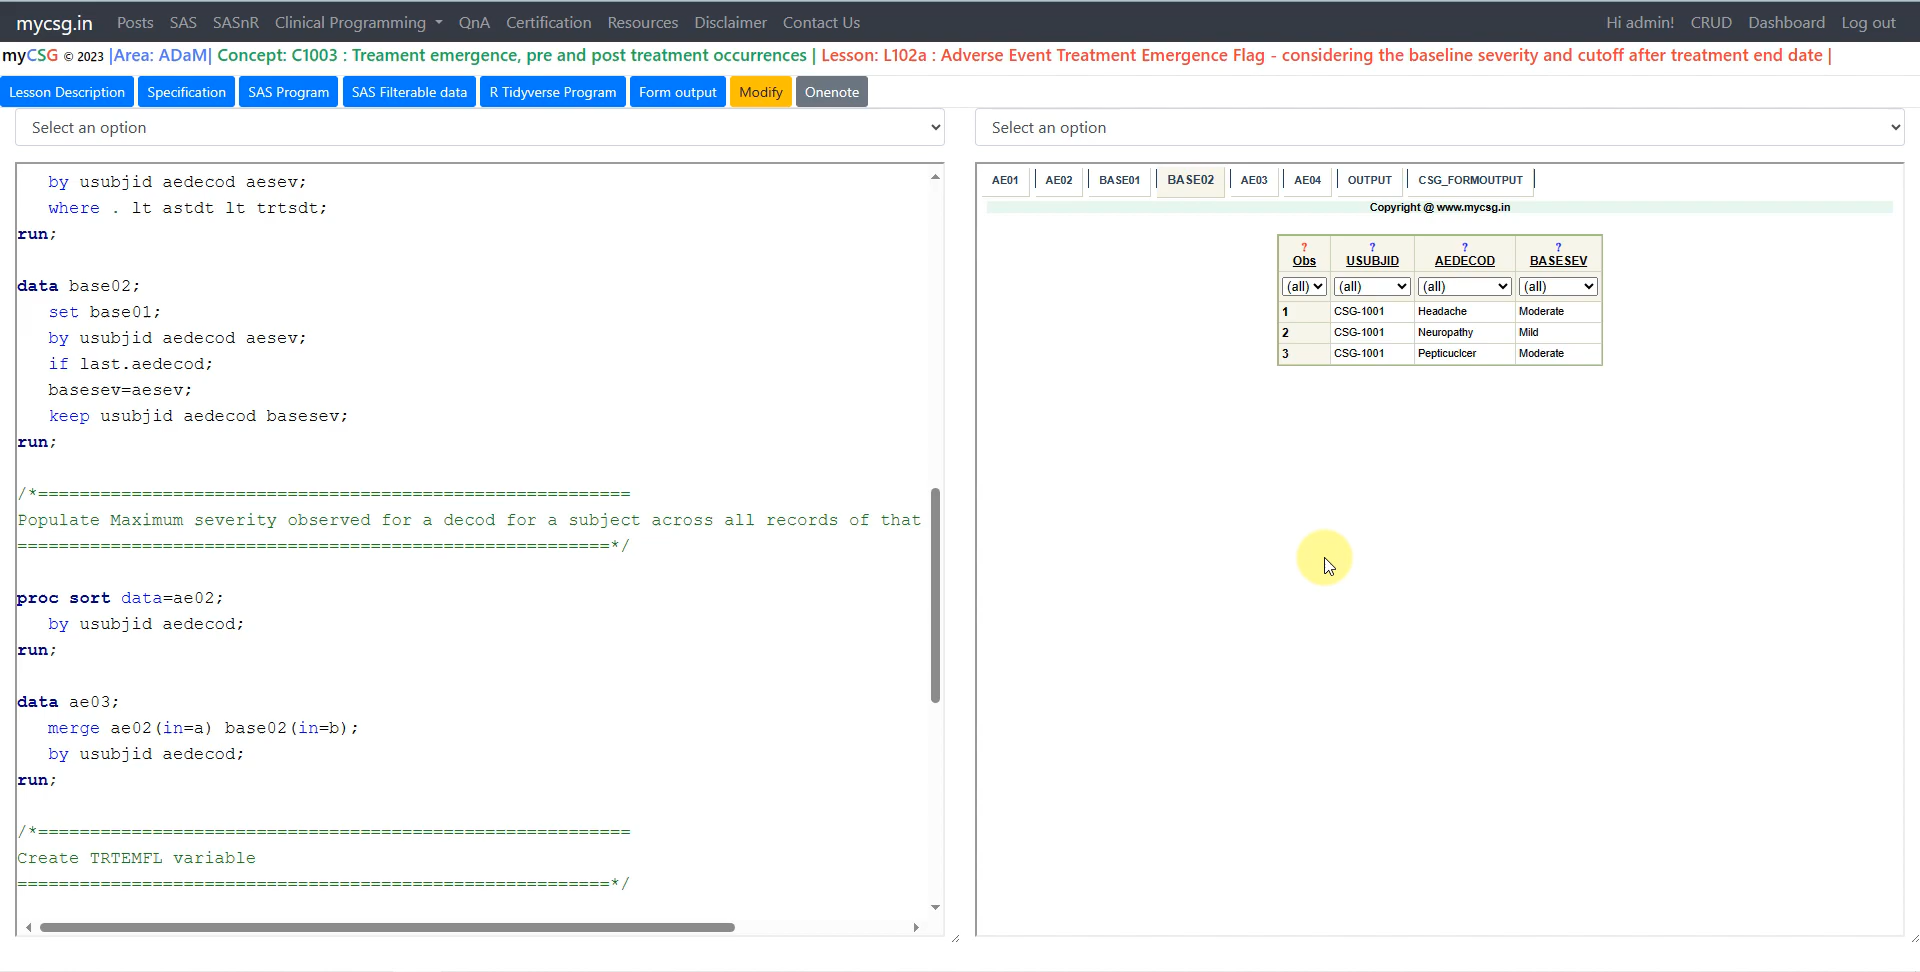 mycsg.in Posts SAS SASnR Clinical Programming QnA Certification Resources Disclaimer Contact Us Hi admin! CRUD Dashboard Log out
myCSG © 2023 |Area: ADaM| Concept: C1003 : Treament emergence, pre and post treatment occurrences | Lesson: L102a : Adverse Event Treatment Emergence Flag - considering the baseline severity and cutoff after treatment end date |
Lesson Description Specification SAS Program SAS Filterable data R Tidyverse Program Form output Modify Onenote
Select an option
by usubjid aedecod aesev;
where . lt astdt lt trtsdt;
run;
data base02;
set base01;
by usubjid aedecod aesev;
if last.aedecod;
basesev=aesev;
keep usubjid aedecod basesev;
run;
/*=======================================================
Populate Maximum severity observed for a decod for a subject across all records of that
=========================================================*/
proc sort data=ae02;
by usubjid aedecod;
run;
data ae03;
merge ae02(in=a) base02(in=b);
by usubjid aedecod;
run;
/*=======================================================
Create TRTEMFL variable
=========================================================*/
Select an option
AE01 AE02 BASE01 BASE02 AE03 AE04 OUTPUT CSG_FORMOUTPUT
Copyright @ www.mycsg.in
? ? ? ?
Obs USUBJID AEDECOD BASESEV
(all) (all) (all) (all)
1 CSG-1001 Headache Moderate
2 CSG-1001 Neuropathy Mild
3 CSG-1001 Pepticuclcer Moderate